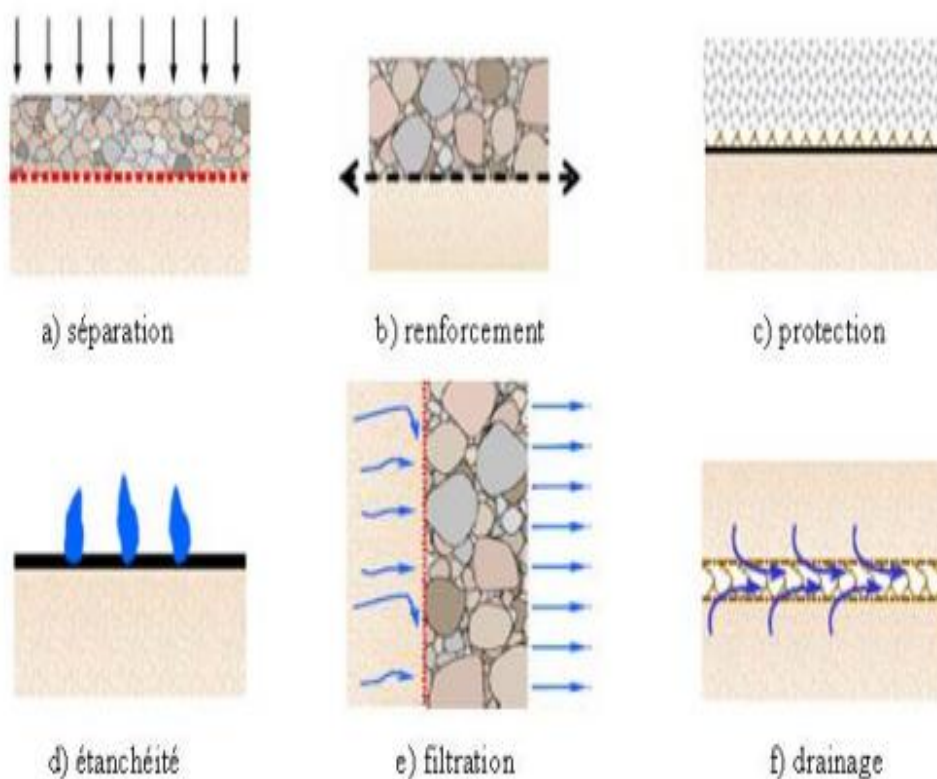 a) séparation
b) renforcement
c) protection
d) étanchéité
e) filtration
f) drainage